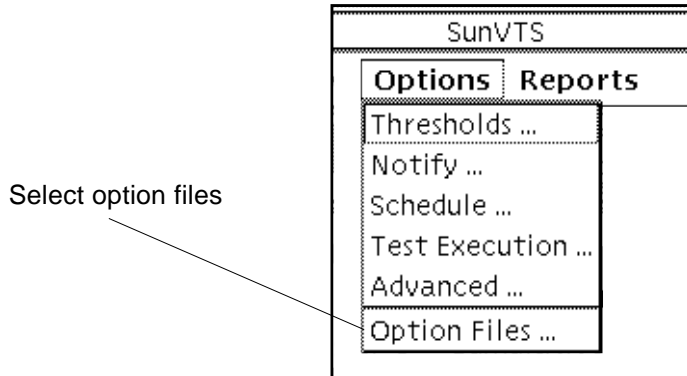 SunVTS
Options Reports
Thresholds ...
Notify ...
Schedule ...
Test Execution ...
Advanced ...
Option Files ...
Select option files